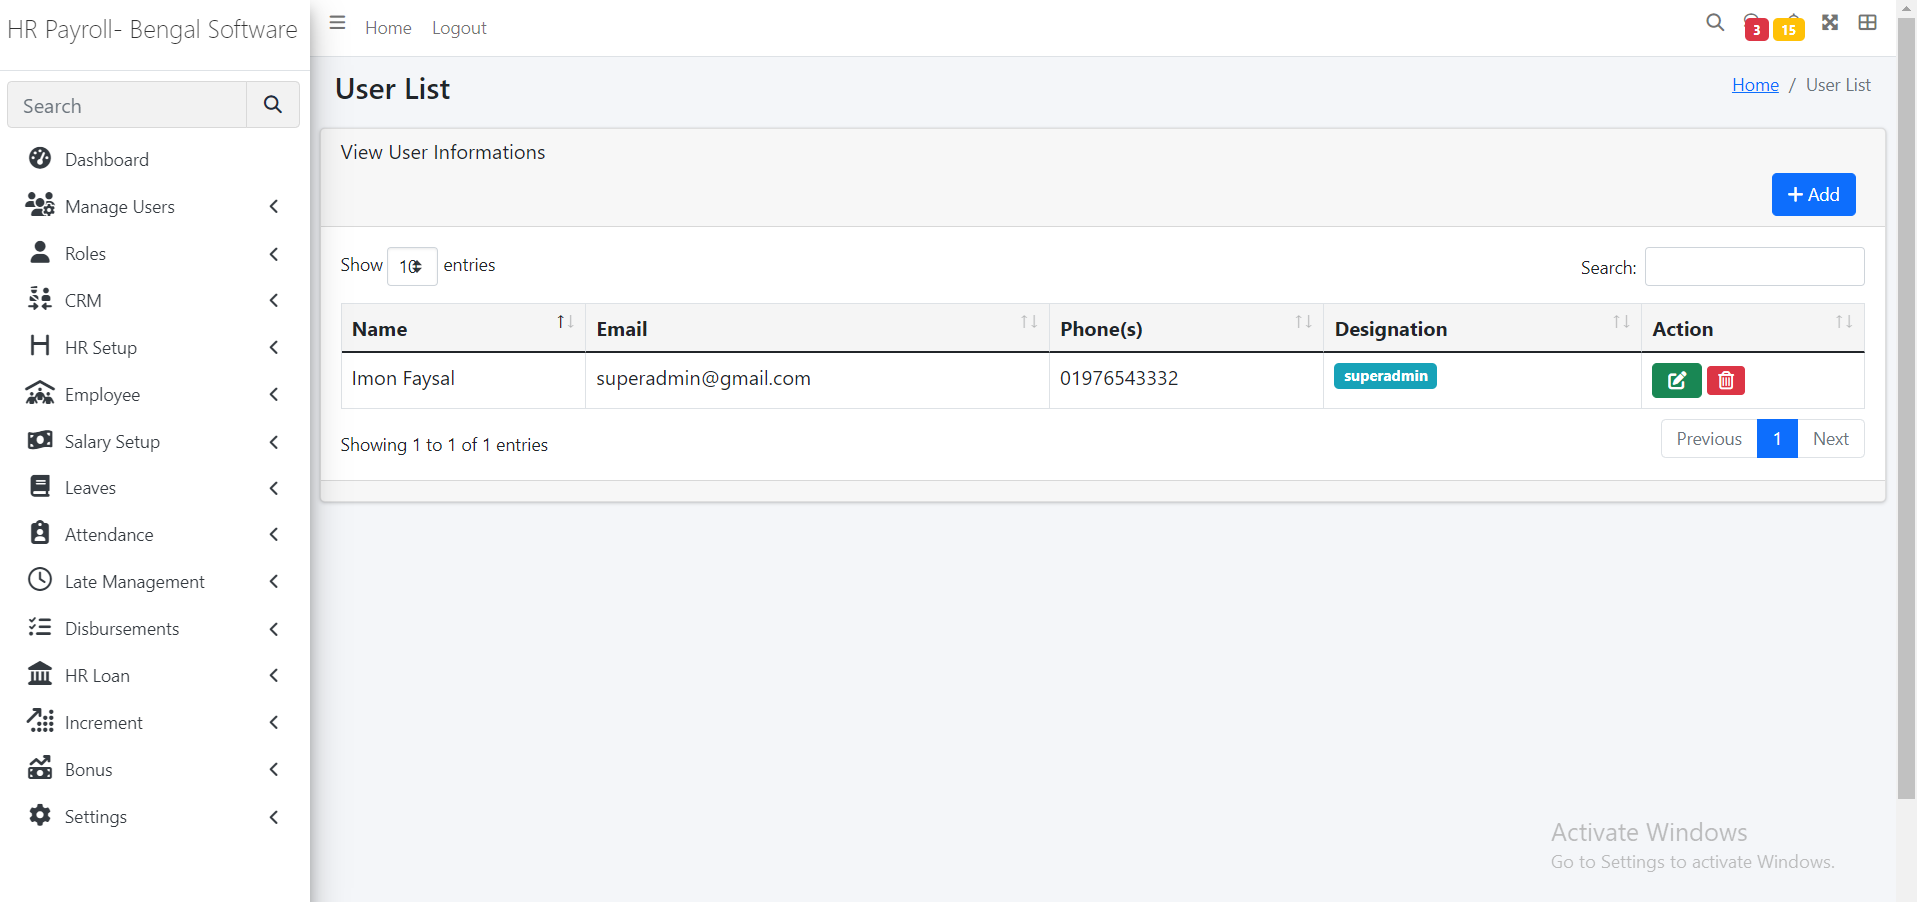 HR Payroll- Bengal Software
Home
Logout
3
15
Search
Dashboard
Manage Users
Roles
CRM
HR Setup
Employee
Salary Setup
Leaves
Attendance
Late Management
Disbursements
HR Loan
Increment
Bonus
Settings
User List
Home / User List
View User Informations
+ Add
Show 10 entries
Search:
Name Email Phone(s) Designation Action
Imon Faysal superadmin@gmail.com 01976543332 superadmin
Showing 1 to 1 of 1 entries
Previous 1 Next
Activate Windows
Go to Settings to activate Windows.